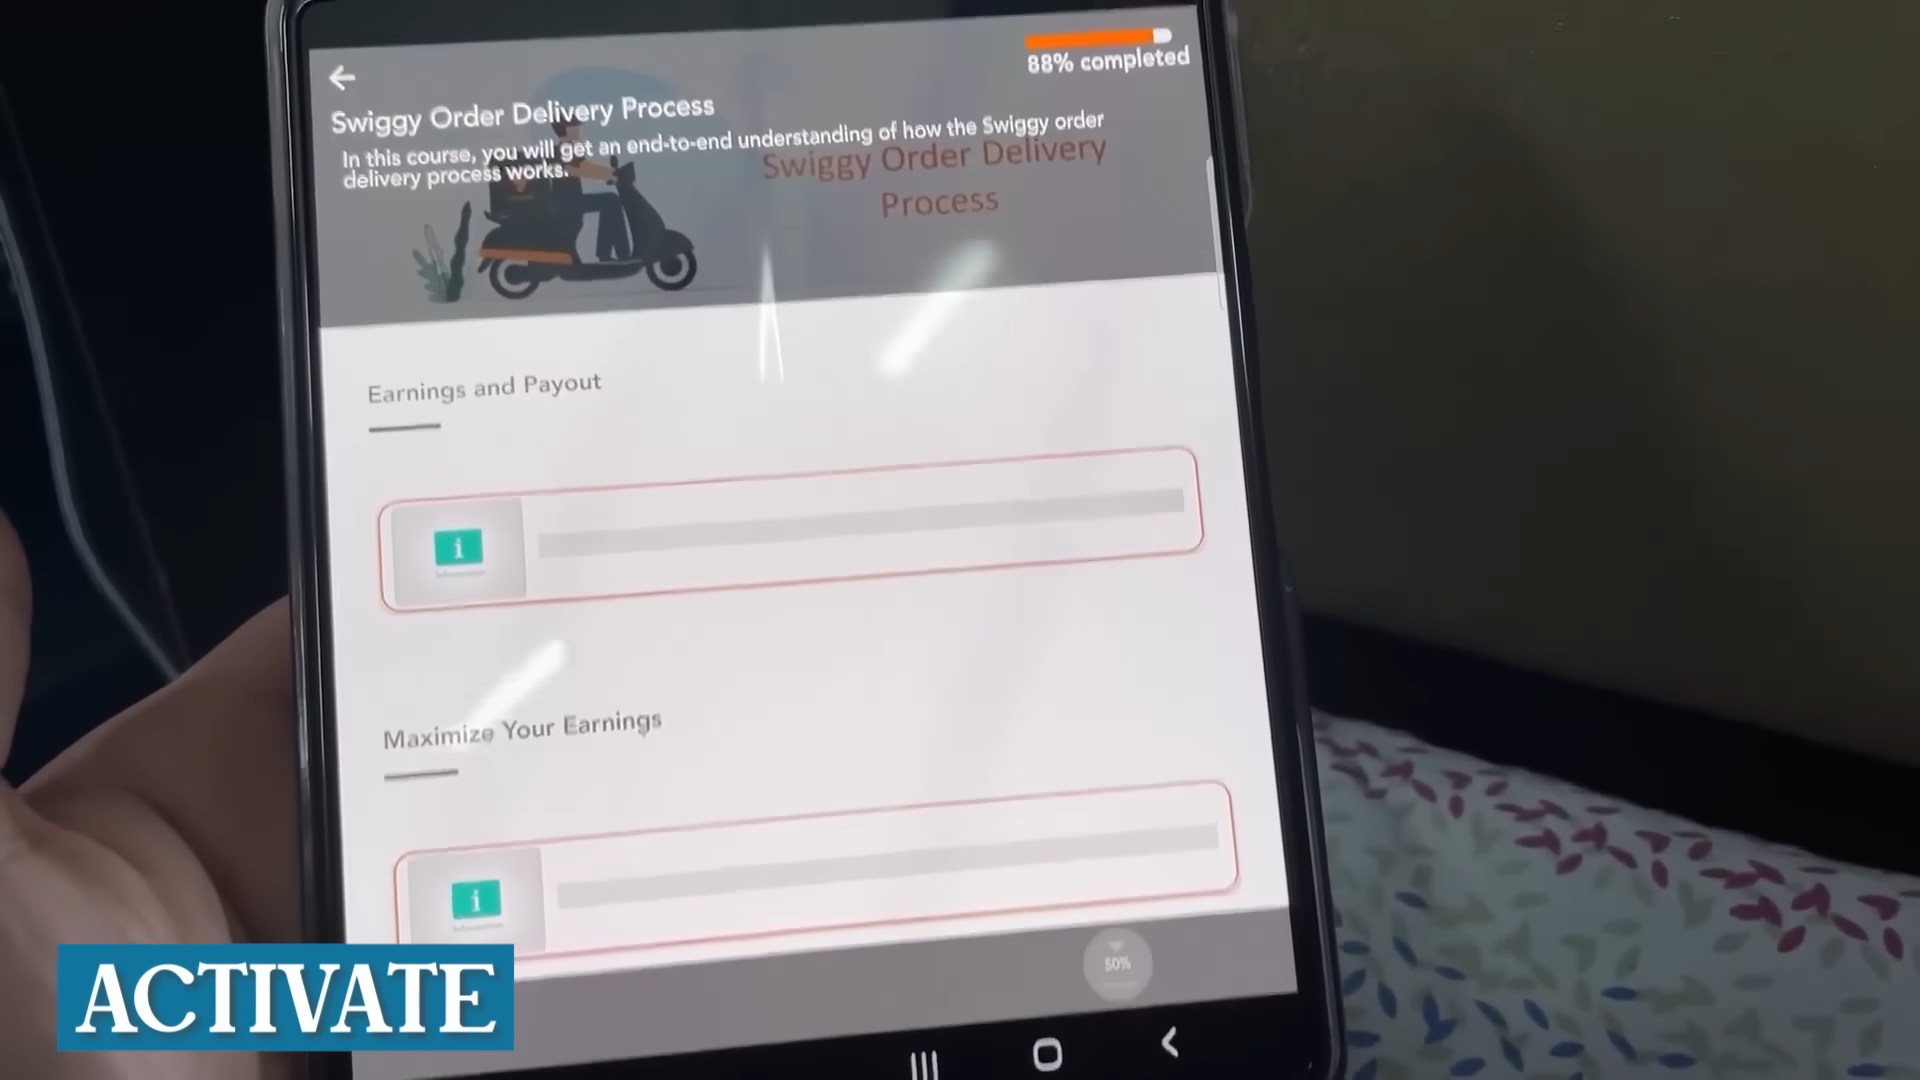 88% completed
Swiggy Order Delivery Process
In this course, you will get an end-to-end understanding of how the Swiggy order
delivery process works.
Swiggy Order Delivery
Process
Earnings and Payout
i
Maximize Your Earnings
i
50%
ACTIVATE